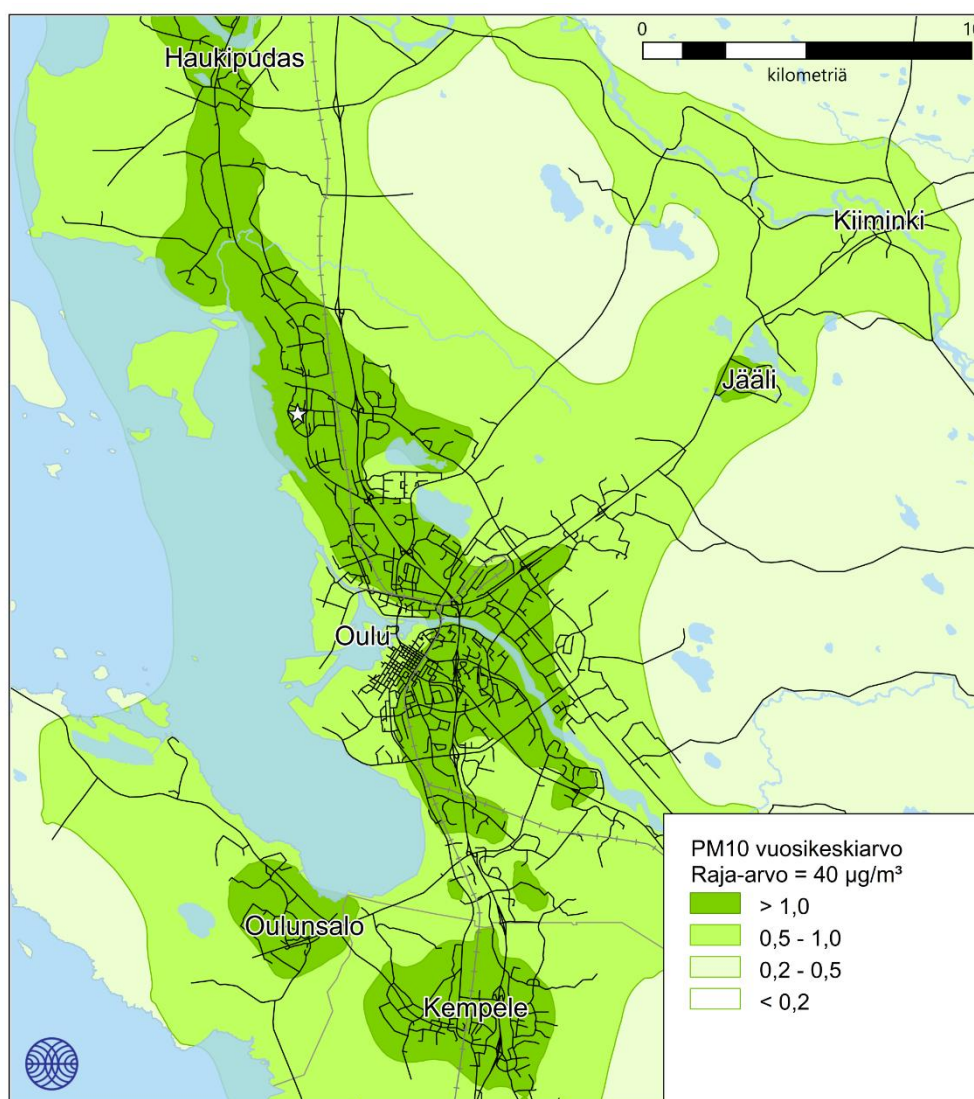 Haukipudas
0
10
kilometriä
Kiiminki
Jääli
Oulu
Oulunsalo
Kempele
PM10 vuosikeskiarvo
Raja-arvo = 40 µg/m³
> 1,0
0,5 - 1,0
0,2 - 0,5
< 0,2